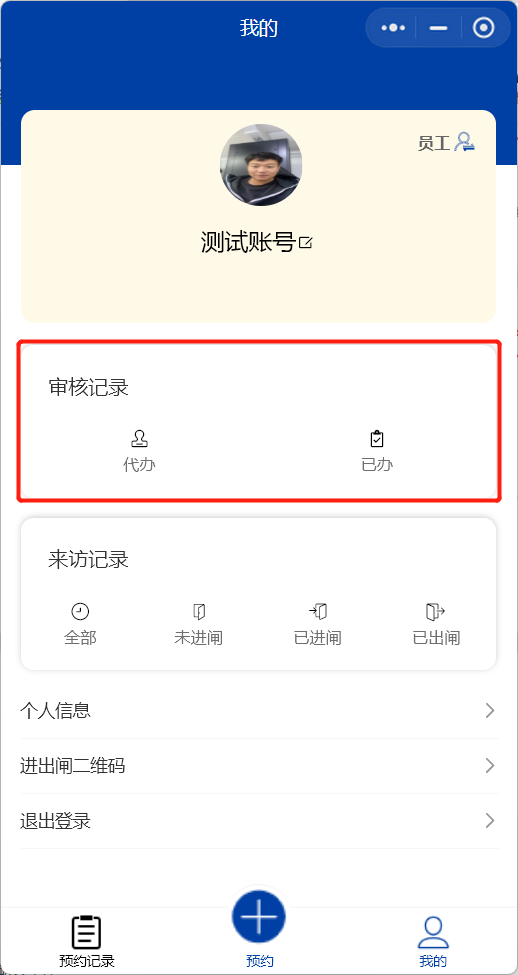 我的
员工
测试账号
审核记录
代办 已办
来访记录
全部 未进闸 已进闸 已出闸
个人信息
进出闸二维码
退出登录
预约记录 预约 我的